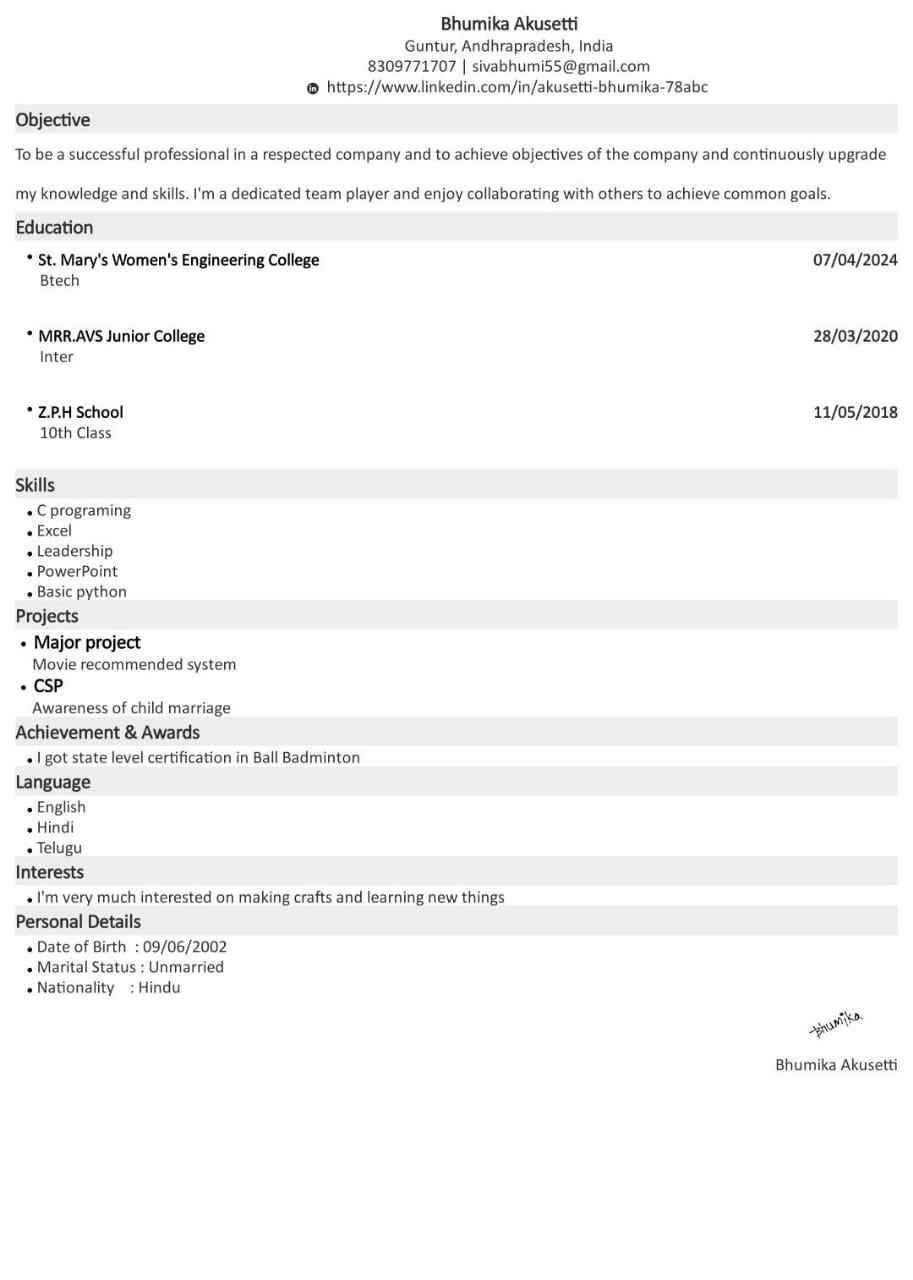 Bhumika Akusetti
Guntur, Andhrapradesh, India
8309771707 | sivabhumi55@gmail.com
in https://www.linkedin.com/in/akusetti-bhumika-78abc
Objective
To be a successful professional in a respected company and to achieve objectives of the company and continuously upgrade
my knowledge and skills. I'm a dedicated team player and enjoy collaborating with others to achieve common goals.
Education
• St. Mary's Women's Engineering College 07/04/2024
Btech
• MRR.AVS Junior College 28/03/2020
Inter
• Z.P.H School 11/05/2018
10th Class
Skills
• C programing
• Excel
• Leadership
• PowerPoint
• Basic python
Projects
• Major project
Movie recommended system
• CSP
Awareness of child marriage
Achievement & Awards
• I got state level certification in Ball Badminton
Language
• English
• Hindi
• Telugu
Interests
• I'm very much interested on making crafts and learning new things
Personal Details
• Date of Birth : 09/06/2002
• Marital Status : Unmarried
• Nationality : Hindu
Bhumika
Bhumika Akusetti